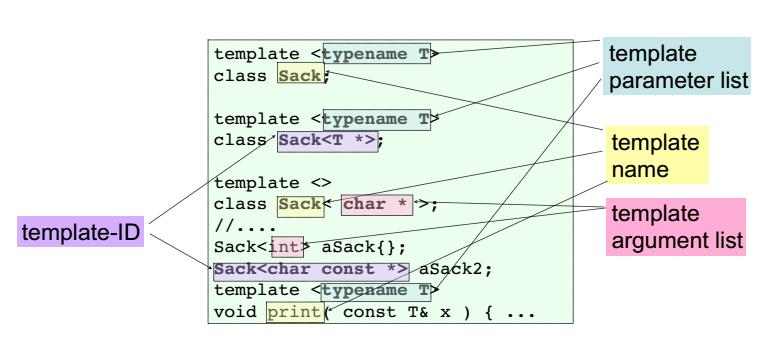 template <typename T>
class Sack;
template <typename T>
class Sack<T *>;
template <>
class Sack< char * >;
//....
Sack<int> aSack{};
Sack<char const *> aSack2;
template <typename T>
void print( const T& x ) { ...
template-ID
template
parameter list
template
name
template
argument list